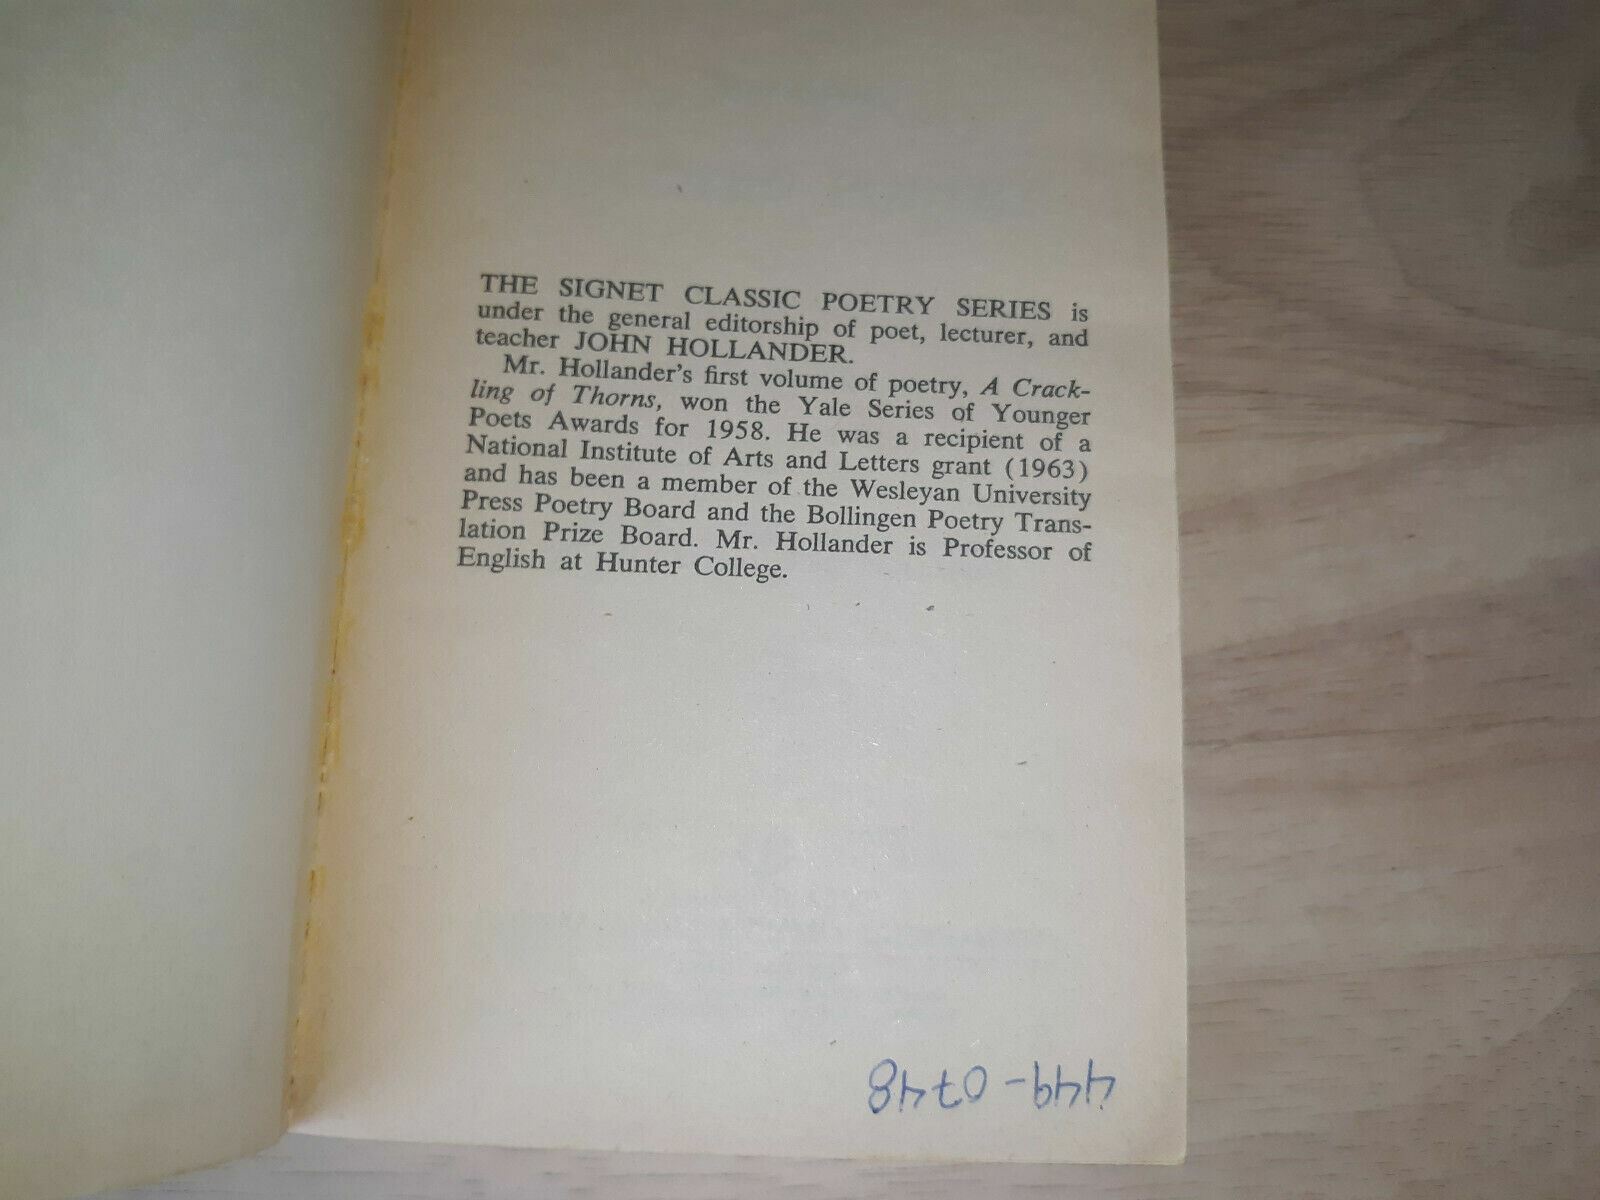 THE SIGNET CLASSIC POETRY SERIES is
under the general editorship of poet, lecturer, and
teacher JOHN HOLLANDER.
Mr. Hollander's first volume of poetry, A Crack-
ling of Thorns, won the Yale Series of Younger
Poets Awards for 1958. He was a recipient of a
National Institute of Arts and Letters grant (1963)
and has been a member of the Wesleyan University
Press Poetry Board and the Bollingen Poetry Trans-
lation Prize Board. Mr. Hollander is Professor of
English at Hunter College.
449-0748